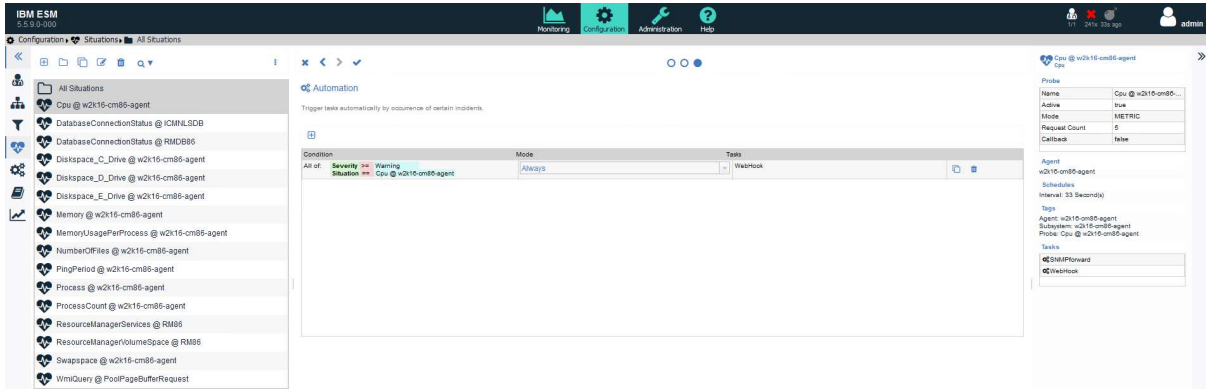 IBM ESM
5.5.9.0-000
Monitoring
Configuration
Administration
Help
1/1 241x 33s ago
admin
Configuration Situations All Situations
All Situations
Cpu @ w2k16-cm86-agent
DatabaseConnectionStatus @ ICMNLSDB
DatabaseConnectionStatus @ RMDB86
Diskspace_C_Drive @ w2k16-cm86-agent
Diskspace_D_Drive @ w2k16-cm86-agent
Diskspace_E_Drive @ w2k16-cm86-agent
Memory @ w2k16-cm86-agent
MemoryUsagePerProcess @ w2k16-cm86-agent
NumberOfFiles @ w2k16-cm86-agent
PingPeriod @ w2k16-cm86-agent
Process @ w2k16-cm86-agent
ProcessCount @ w2k16-cm86-agent
ResourceManagerServices @ RM86
ResourceManagerVolumeSpace @ RM86
Swapspace @ w2k16-cm86-agent
WmiQuery @ PoolPageBufferRequest
Automation
Trigger tasks automatically by occurrence of certain incidents.
Condition Mode Tasks
All of: Severity >= Warning Always WebHook
Situation == Cpu @ w2k16-cm86-agent
Cpu @ w2k16-cm86-agent
Cpu
Probe
Name Cpu @ w2k16-cm86-...
Active true
Mode METRIC
Request Count 5
Callback false
Agent
w2k16-cm86-agent
Schedules
Interval: 33 Second(s)
Tags
Agent: w2k16-cm86-agent
Subsystem: w2k16-cm86-agent
Probe: Cpu @ w2k16-cm86-agent
Tasks
SNMPforward
WebHook